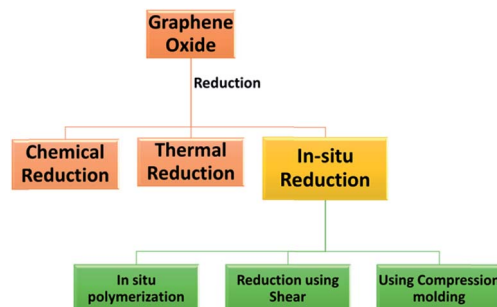 Graphene
Oxide
Reduction
Chemical
Reduction
Thermal
Reduction
In-situ
Reduction
In situ
polymerization
Reduction using
Shear
Using Compression
molding